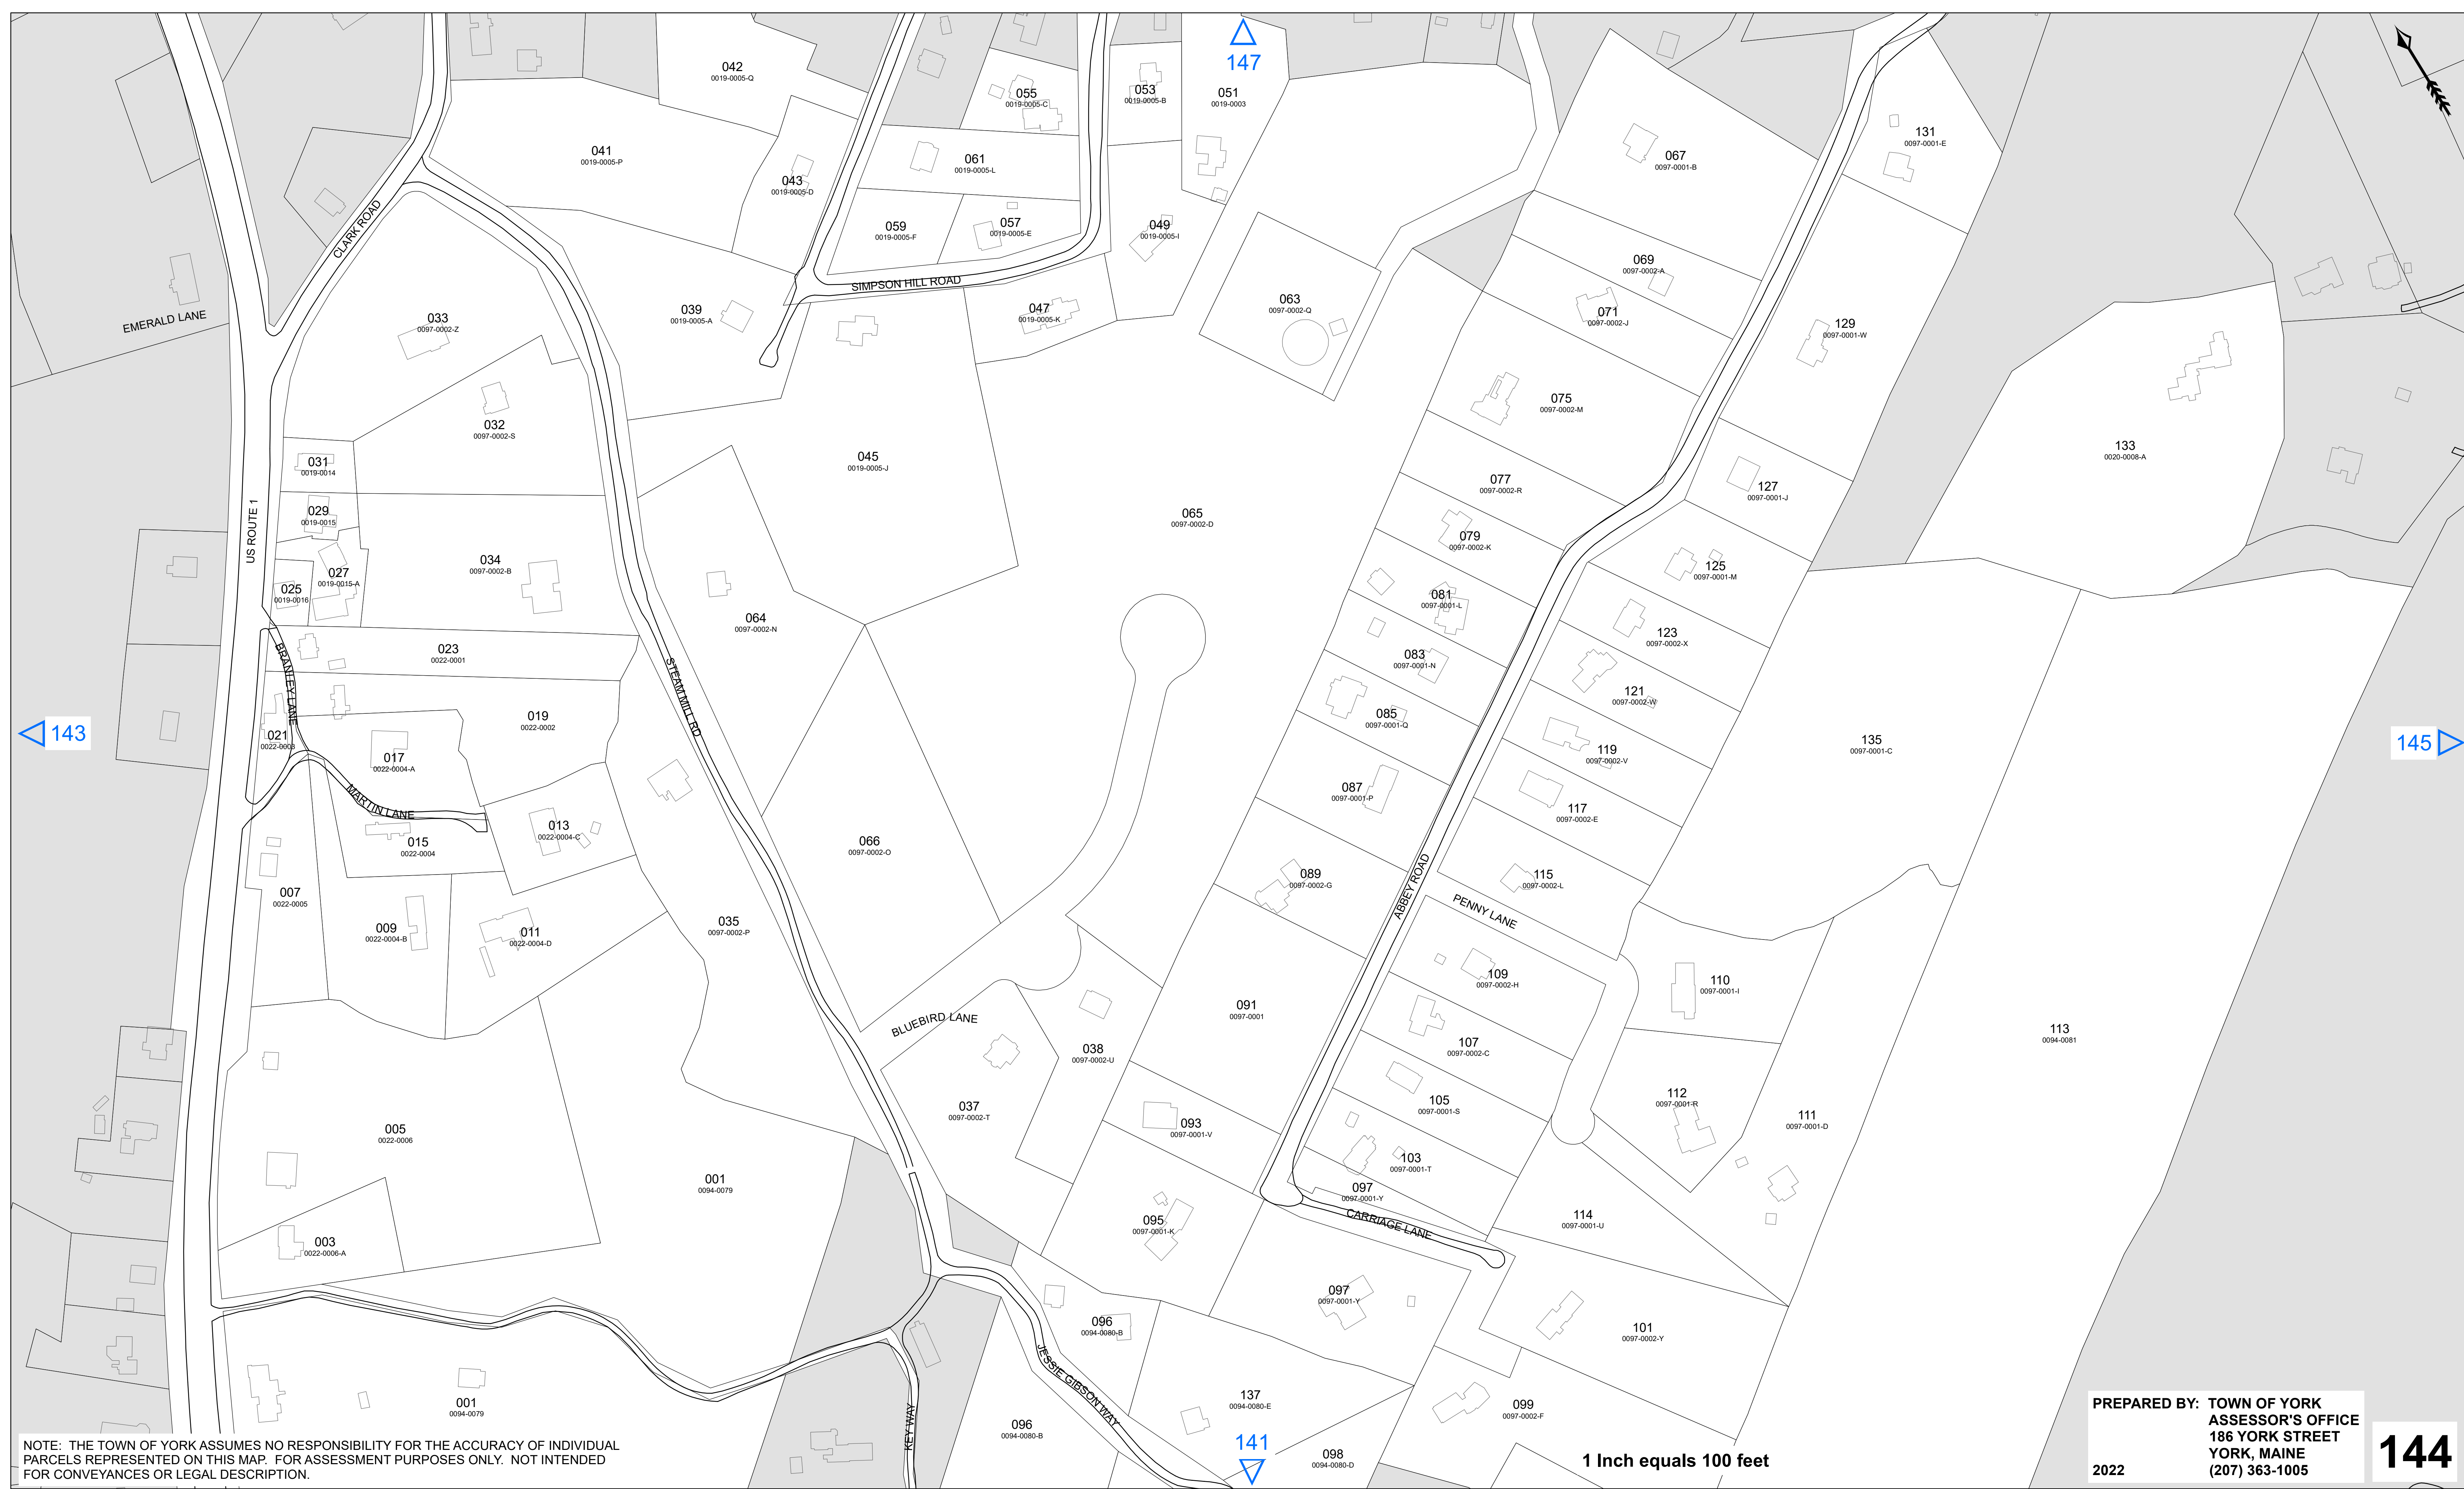 147
042
0019-0005-Q
055
0019-0005-C
053
0019-0005-B
051
0019-0003
041
0019-0005-P
043
0019-0005-D
061
0019-0005-L
067
0097-0001-B
131
0097-0001-E
CLARK ROAD
059
0019-0005-F
057
0019-0005-E
049
0019-0005-I
069
0097-0002-A
SIMPSON HILL ROAD
EMERALD LANE
033
0097-0002-Z
039
0019-0005-A
047
0019-0005-K
063
0097-0002-Q
071
0097-0002-J
129
0097-0001-W
032
0097-0002-S
075
0097-0002-M
133
0020-0008-A
031
0019-0014
045
0019-0005-J
077
0097-0002-R
127
0097-0001-J
US ROUTE 1
029
0019-0015
065
0097-0002-D
079
0097-0002-K
034
0097-0002-B
027
0019-0015-A
025
0019-0016
125
0097-0001-M
081
0097-0001-L
064
0097-0002-N
123
0097-0002-X
023
0022-0001
083
0097-0001-N
BRANLEY LANE
STEAM MILL RD
121
0097-0002-W
019
0022-0002
085
0097-0001-Q
143
021
0022-0003
017
0022-0004-A
119
0097-0002-V
135
0097-0001-C
145
MARTIN LANE
087
0097-0001-P
117
0097-0002-E
013
0022-0004-C
015
0022-0004
066
0097-0002-O
007
0022-0005
089
0097-0002-G
ABBEY ROAD
115
0097-0002-L
PENNY LANE
009
0022-0004-B
011
0022-0004-D
035
0097-0002-P
109
0097-0002-H
110
0097-0001-I
BLUEBIRD LANE
091
0097-0001
038
0097-0002-U
107
0097-0002-C
113
0094-0081
037
0097-0002-T
105
0097-0001-S
112
0097-0001-R
111
0097-0001-D
005
0022-0006
093
0097-0001-V
103
0097-0001-T
001
0094-0079
097
0097-0001-Y
095
0097-0001-K
CARRIAGE LANE
114
0097-0001-U
003
0022-0006-A
097
0097-0001-Y
096
0094-0080-B
101
0097-0002-Y
JESSIE GIBSON WAY
001
0094-0079
137
0094-0080-E
099
0097-0002-F
KEY WAY
096
0094-0080-B
141
098
0094-0080-D
NOTE: THE TOWN OF YORK ASSUMES NO RESPONSIBILITY FOR THE ACCURACY OF INDIVIDUAL
PARCELS REPRESENTED ON THIS MAP. FOR ASSESSMENT PURPOSES ONLY. NOT INTENDED
FOR CONVEYANCES OR LEGAL DESCRIPTION.
1 Inch equals 100 feet
PREPARED BY: TOWN OF YORK
ASSESSOR'S OFFICE
186 YORK STREET
YORK, MAINE
2022 (207) 363-1005
144